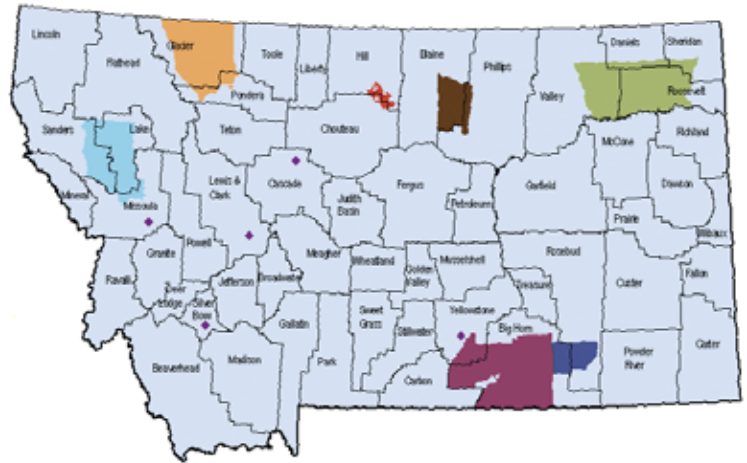 Lincoln
Flathead
Glacier
Toole
Liberty
Hill
Blaine
Phillips
Valley
Daniels
Sheridan
Roosevelt
Pondera
Teton
Chouteau
Sanders
Lake
Mineral
Missoula
Lewis &
Clark
Cascade
Judith
Basin
Fergus
Petroleum
Garfield
McCone
Richland
Dawson
Prairie
Wibaux
Granite
Powell
Ravalli
Deer
Lodge
Silver
Bow
Jefferson
Broadwater
Meagher
Wheatland
Golden
Valley
Musselshell
Treasure
Rosebud
Custer
Fallon
Beaverhead
Madison
Gallatin
Park
Sweet
Grass
Stillwater
Yellowstone
Big Horn
Carbon
Powder
River
Carter